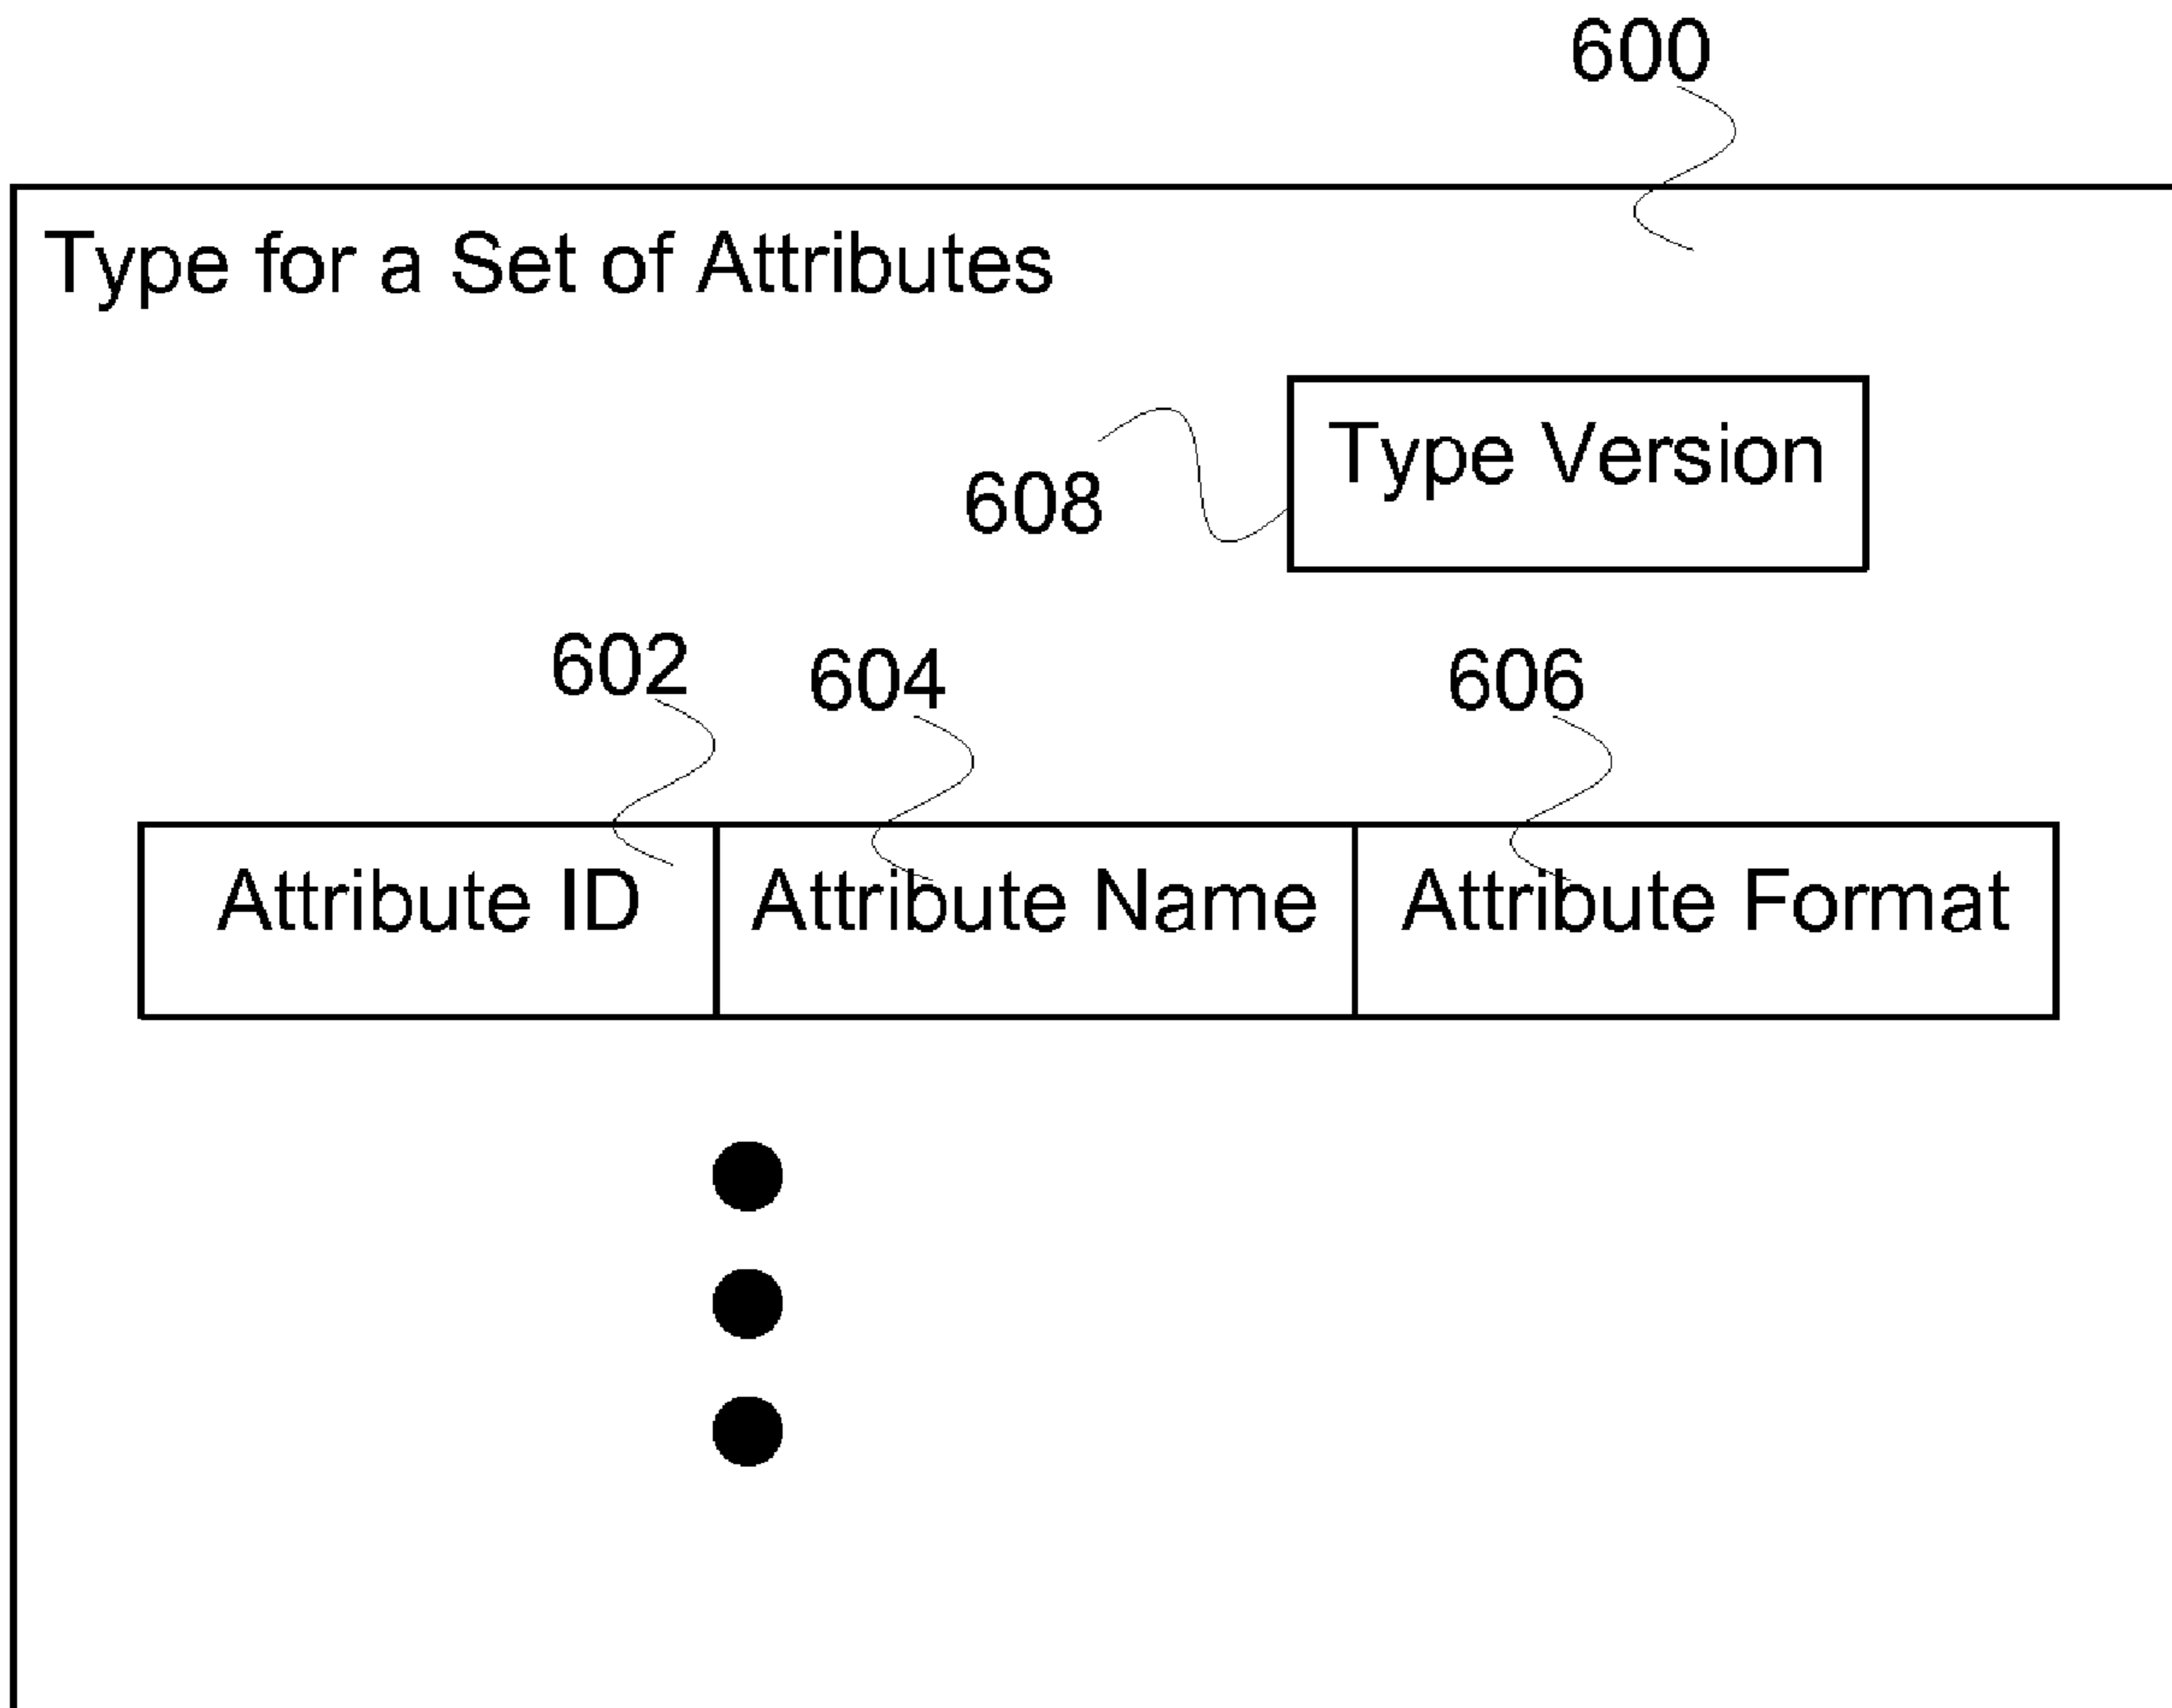 600
Type for a Set of Attributes
Type Version
608
602 604 606
Attribute ID Attribute Name Attribute Format